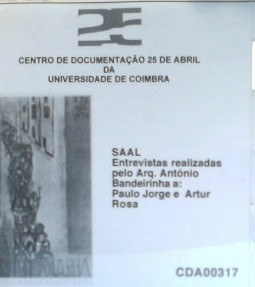 25
CENTRO DE DOCUMENTAÇÃO 25 DE ABRIL
DA
UNIVERSIDADE DE COIMBRA
SAAL
Entrevistas realizadas
pelo Arq. António
Bandeirinha a:
Paulo Jorge e Artur
Rosa
CDA00317